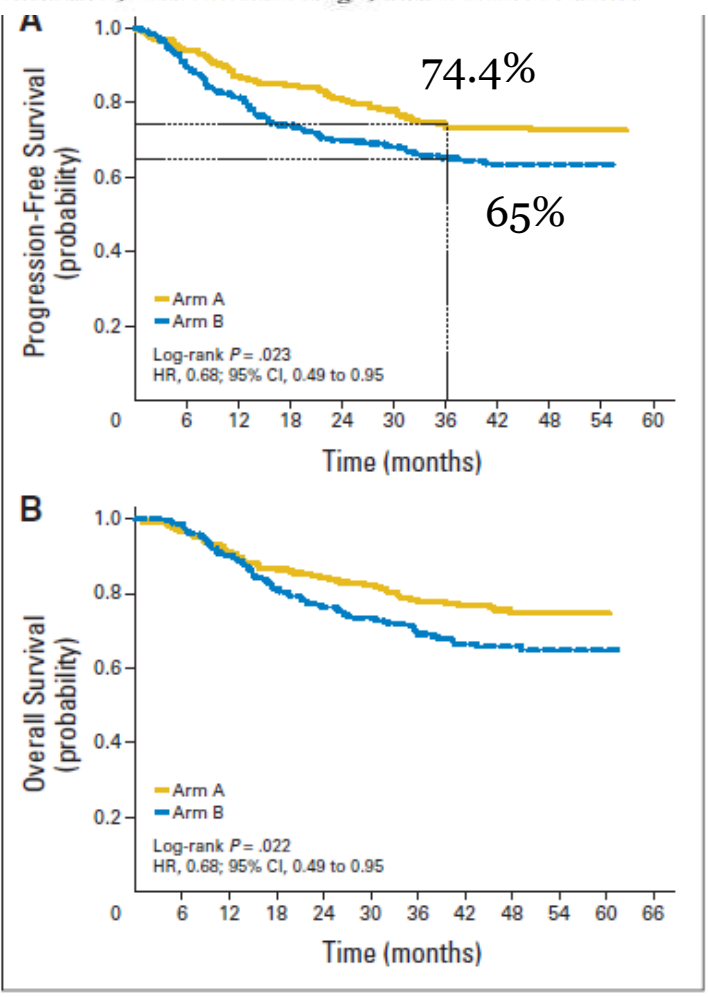 A
1.0
74.4%
0.8
0.6
65%
0.4
0.2
Progression-Free Survival
(probability)
Arm A
Arm B
Log-rank P = .023
HR, 0.68; 95% CI, 0.49 to 0.95
0 6 12 18 24 30 36 42 48 54 60
Time (months)
B
1.0
0.8
0.6
0.4
0.2
Overall Survival
(probability)
Arm A
Arm B
Log-rank P = .022
HR, 0.68; 95% CI, 0.49 to 0.95
0 6 12 18 24 30 36 42 48 54 60 66
Time (months)